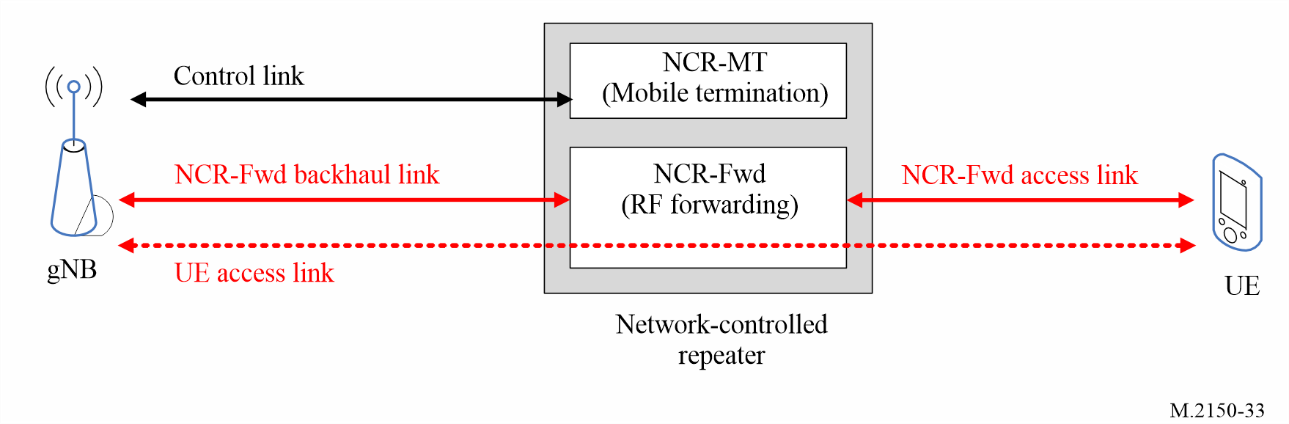 Control link
NCR-MT
(Mobile termination)
NCR-Fwd backhaul link
NCR-Fwd
(RF forwarding)
NCR-Fwd access link
gNB
UE access link
UE
Network-controlled
repeater
M.2150-33